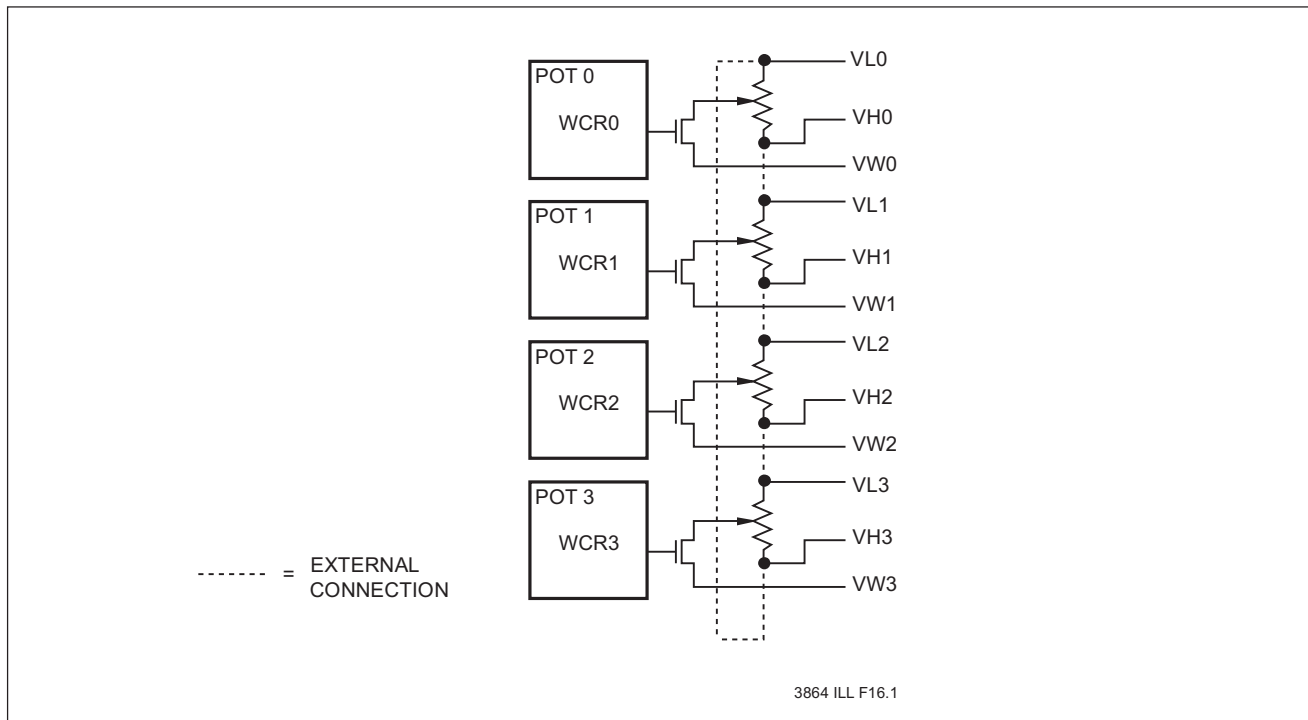 POT 0
WCR0
VL0
VH0
VW0
POT 1
WCR1
VL1
VH1
VW1
POT 2
WCR2
VL2
VH2
VW2
POT 3
WCR3
VL3
VH3
VW3
= EXTERNAL
CONNECTION
3864 ILL F16.1